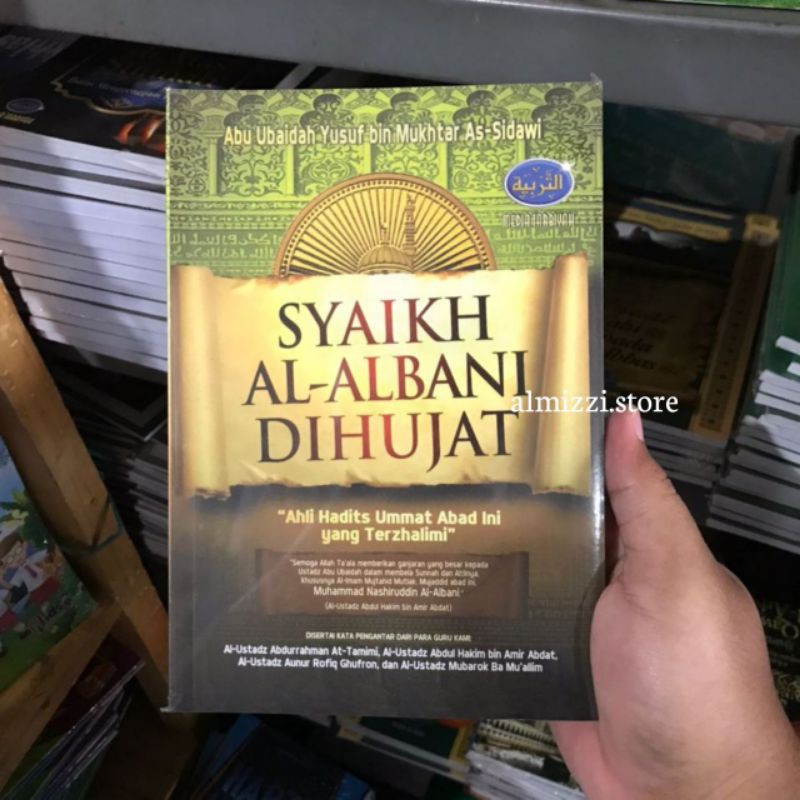 Abu Ubaidah Yusuf bin Mukhtar As-Sidawi
التَّرْبِيَة
MEDIA TARBIYAH
SYAIKH
AL-ALBANI
DIHUJAT
almizzi.store
"Ahli Hadits Ummat Abad Ini
yang Terzhalimi"
"Semoga Allah Ta'ala memberikan ganjaran yang besar kepada
Ustadz Abu Ubaidah dalam membela Sunnah dan Ahlinya,
khususnya Al-Imam Mujtahid Mutlak, Mujaddid abad ini,
Muhammad Nashiruddin Al-Albani"
(Al-Ustadz Abdul Hakim bin Amir Abdat)
DISERTAI KATA PENGANTAR DARI PARA GURU KAMI:
Al-Ustadz Abdurrahman At-Tamimi, Al-Ustadz Abdul Hakim bin Amir Abdat,
Al-Ustadz Aunur Rofiq Ghufron, dan Al-Ustadz Mubarok Ba Mu'allim